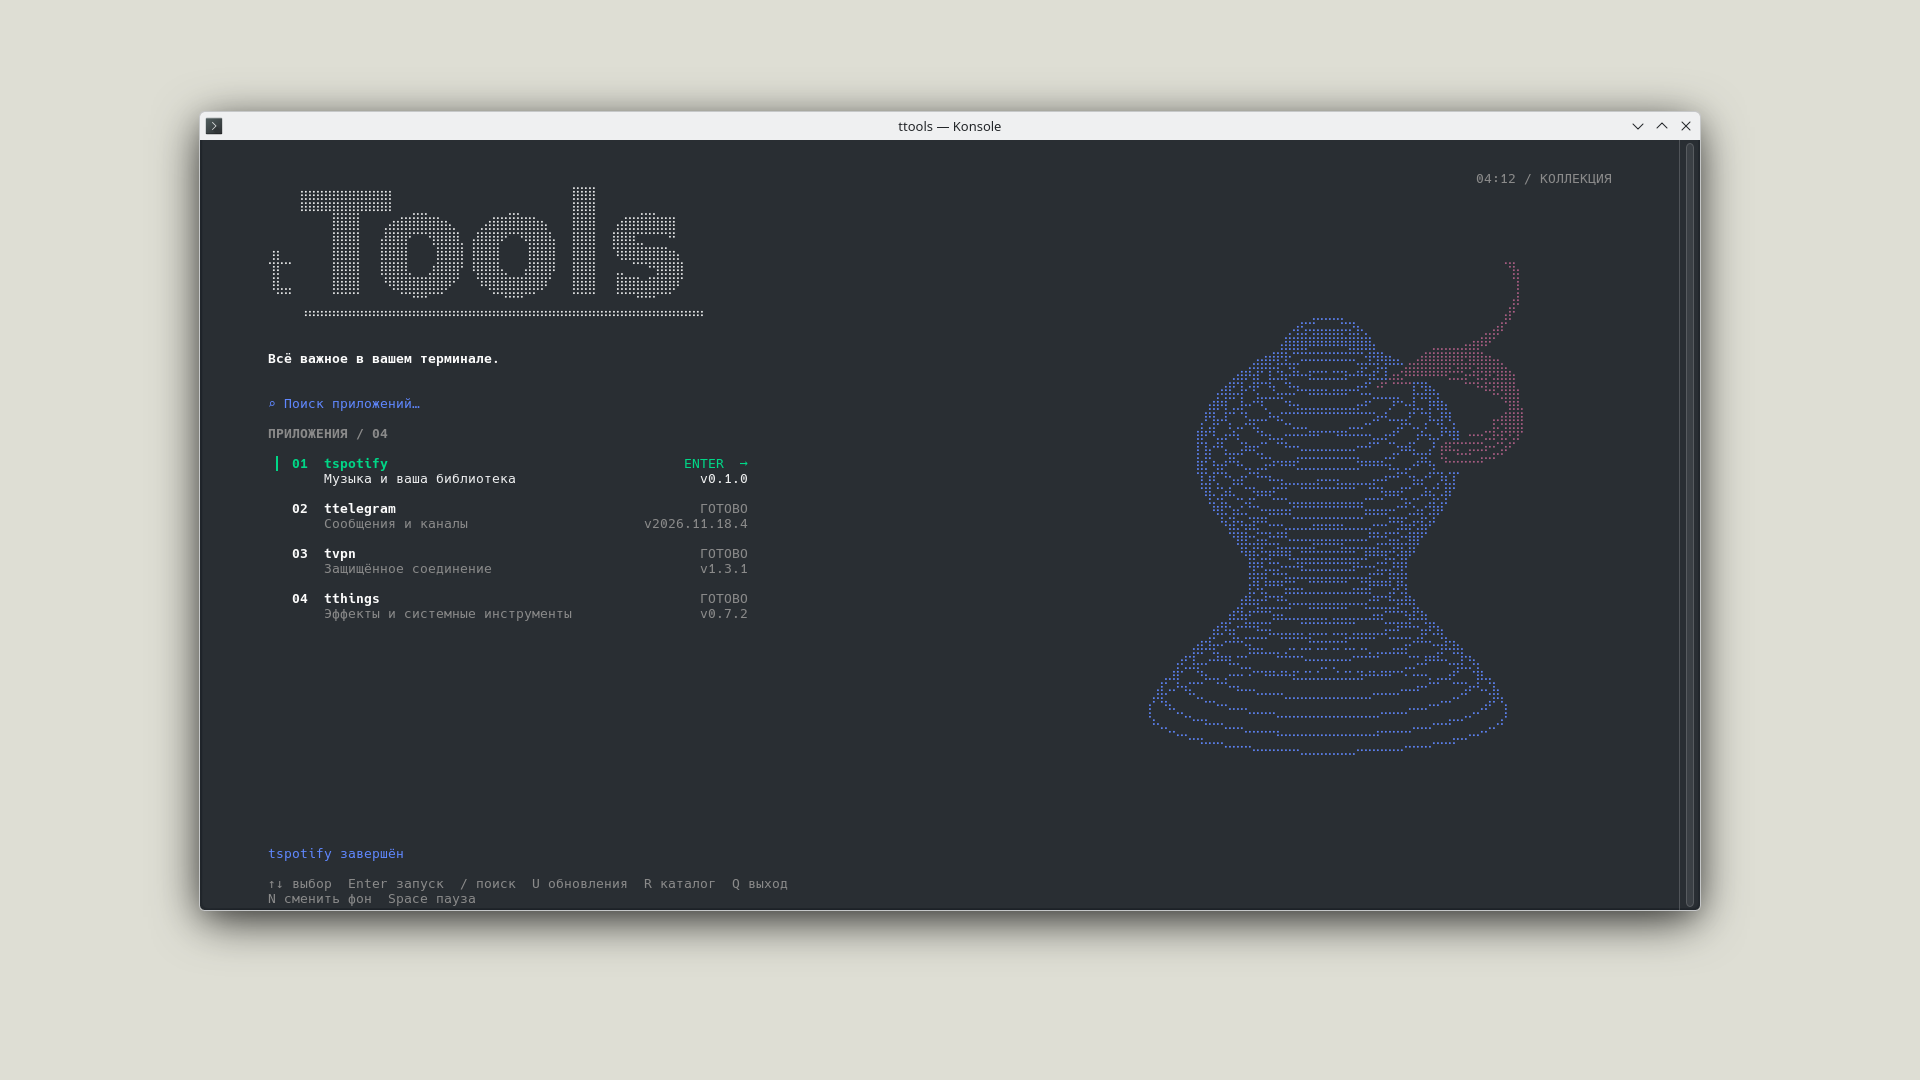 ttools — Konsole
04:12 / КОЛЛЕКЦИЯ
tTools
Всё важное в вашем терминале.
⌕ Поиск приложений…
ПРИЛОЖЕНИЯ / 04
01 tspotify ENTER →
Музыка и ваша библиотека v0.1.0
02 ttelegram ГОТОВО
Сообщения и каналы v2026.11.18.4
03 tvpn ГОТОВО
Защищённое соединение v1.3.1
04 tthings ГОТОВО
Эффекты и системные инструменты v0.7.2
tspotify завершён
↑↓ выбор Enter запуск / поиск U обновления R каталог Q выход
N сменить фон Space пауза